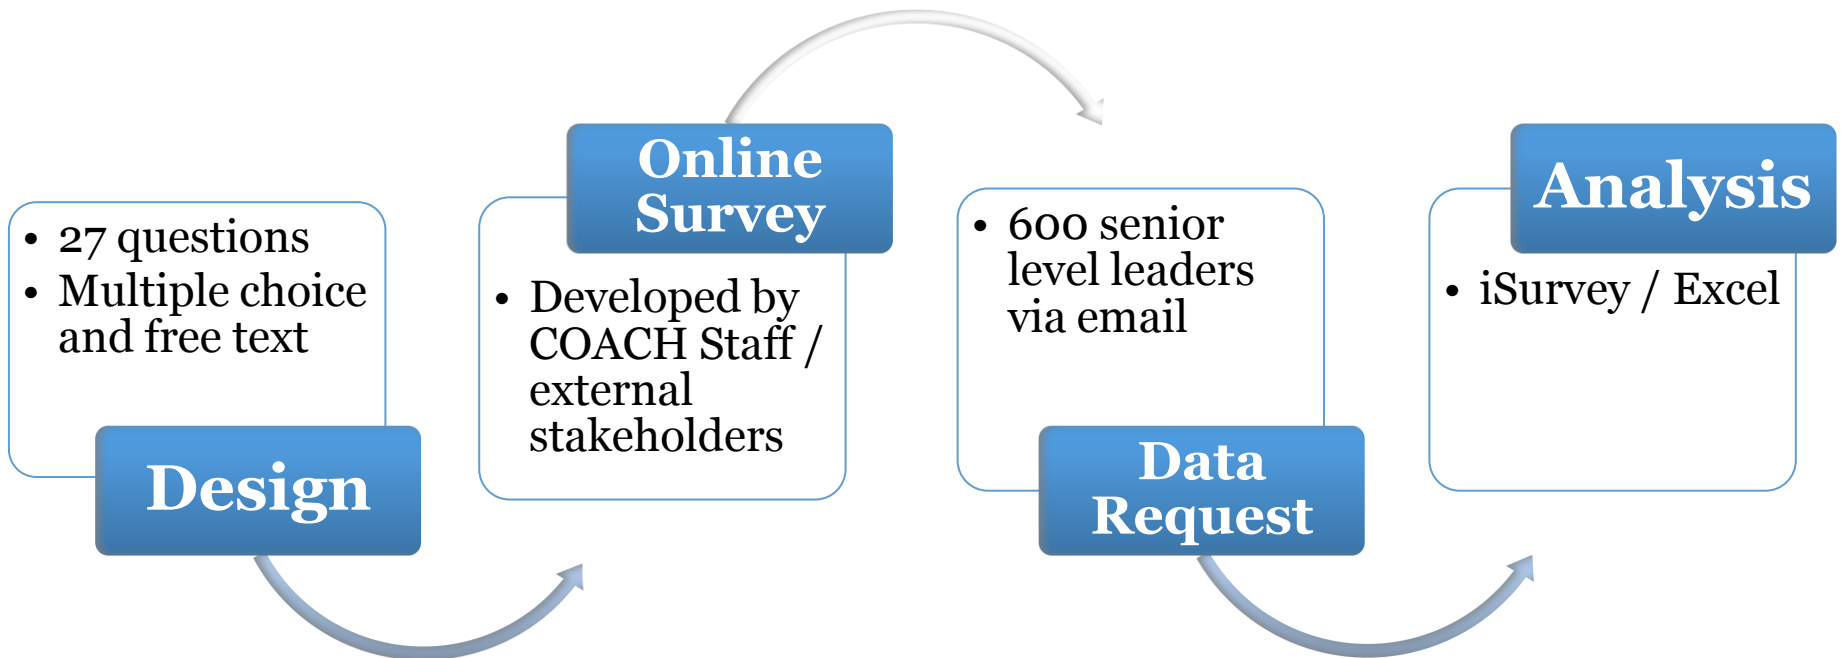 • 27 questions
• Multiple choice
and free text
Design
Online
Survey
• Developed by
COACH Staff /
external
stakeholders
• 600 senior
level leaders
via email
Data
Request
Analysis
• iSurvey / Excel